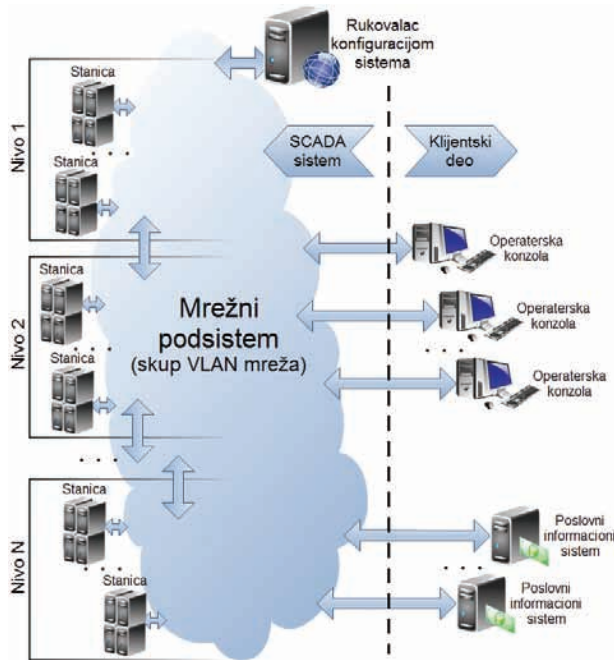 Rukovalac
konfiguracijom
sistema
Nivo 1
Stanica
. . .
Stanica
SCADA
sistem
Klijentski
deo
Operaterska
konzola
Nivo 2
Stanica
Stanica
. . .
Mrežni
podsistem
(skup VLAN mreža)
Operaterska
konzola
. . .
Operaterska
konzola
. . .
Nivo N
Stanica
. . .
Stanica
Poslovni
informacioni
sistem
. . .
Poslovni
informacioni
sistem